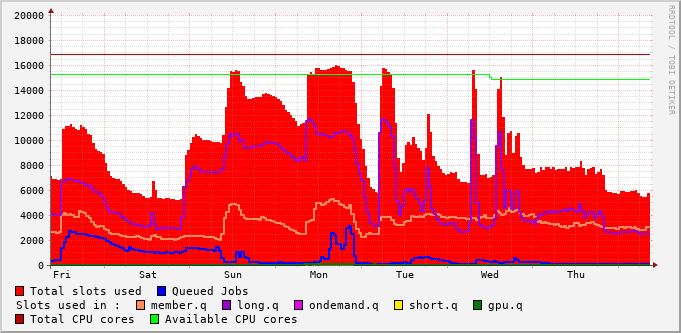 20000
18000
16000
14000
12000
10000
8000
6000
4000
2000
0
Fri Sat Sun Mon Tue Wed Thu
RRDTOOL / TOBI OETIKER
Total slots used Queued Jobs
Slots used in : member.q long.q ondemand.q short.q gpu.q
Total CPU cores Available CPU cores